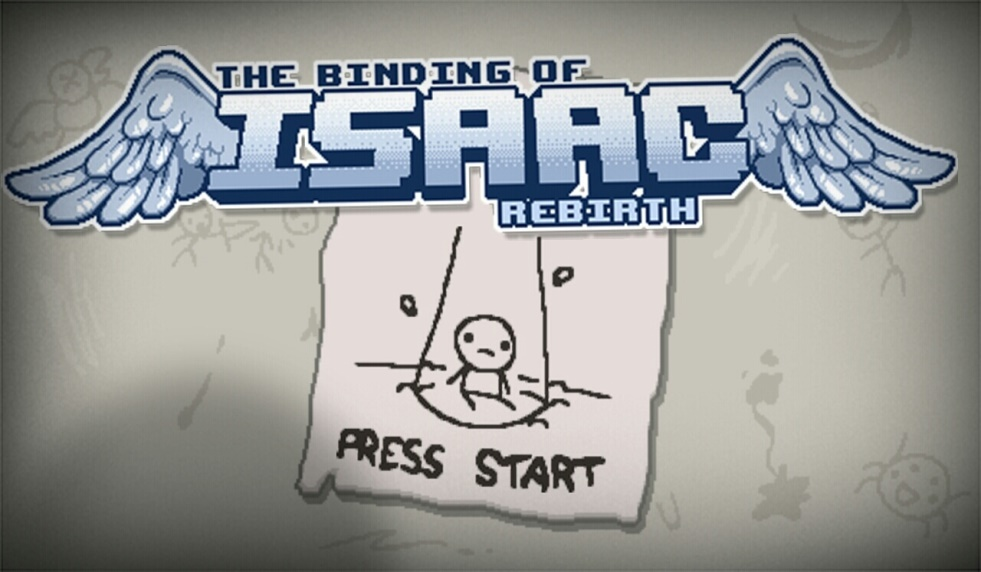 THE BINDING OF
ISAAC
REBIRTH
PRESS START